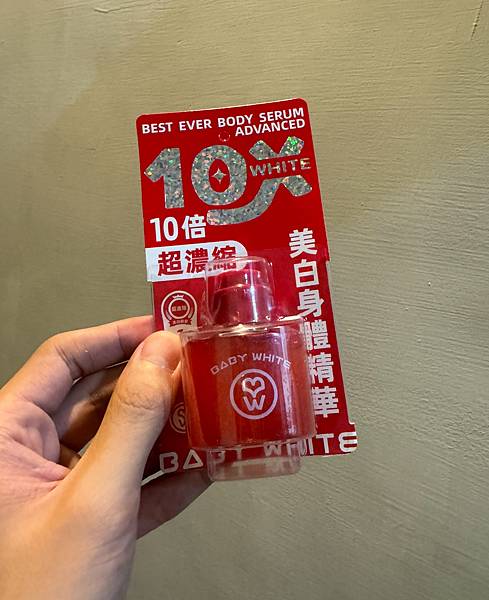 BEST EVER BODY SERUM
ADVANCED
10X
WHITE
10倍
超濃縮
美白身體精華
BABY WHITE
BABY WHITE